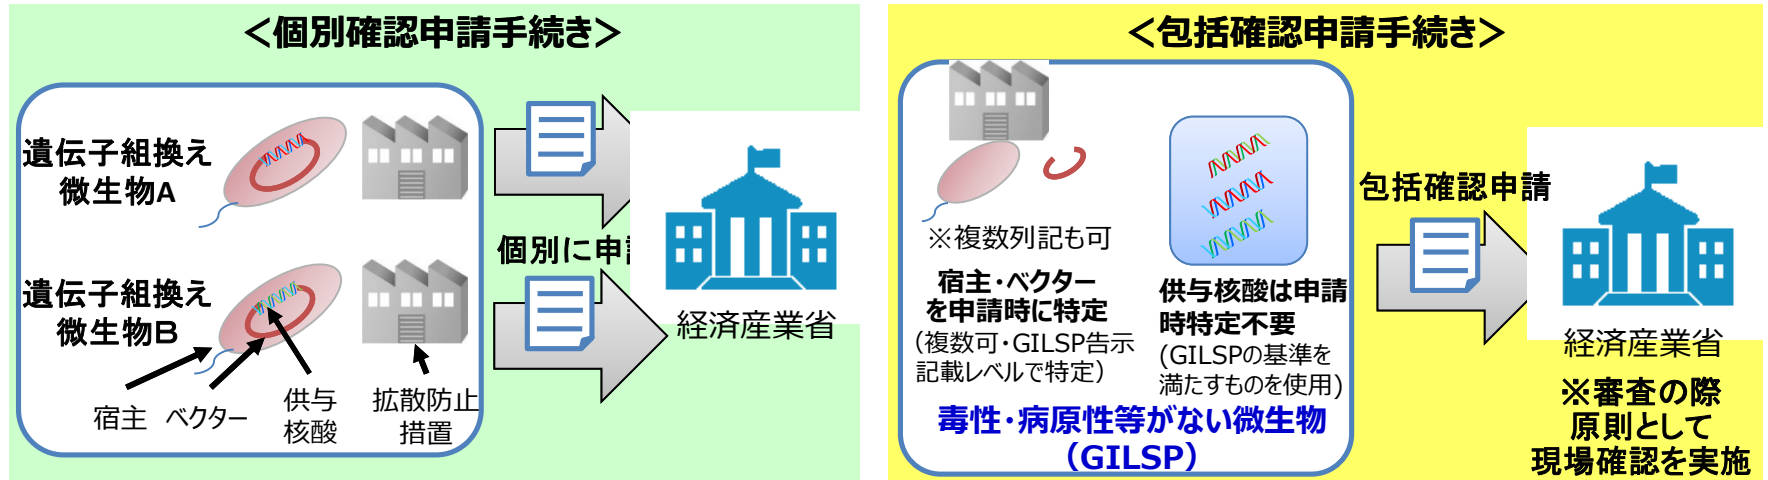 ＜個別確認申請手続き＞
遺伝子組換え
微生物A
遺伝子組換え
微生物B
宿主
ベクター
供与
核酸
拡散防止
措置
個別に申
経済産業省
＜包括確認申請手続き＞
※複数列記も可
宿主・ベクター
を申請時に特定
（複数可・GILSP告示
記載レベルで特定）
供与核酸は申請
時特定不要
(GILSPの基準を
満たすものを使用)
毒性・病原性等がない微生物
（GILSP）
包括確認申請
経済産業省
※審査の際
原則として
現場確認を実施